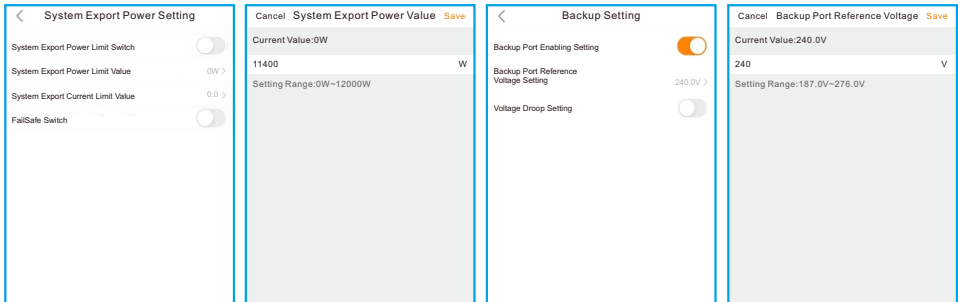 System Export Power Setting
System Export Power Limit Switch
System Export Power Limit Value 0W >
System Export Current Limit Value 0.0 >
FailSafe Switch
Cancel System Export Power Value Save
Current Value:0W
11400 W
Setting Range:0W~12000W
Backup Setting
Backup Port Enabling Setting
Backup Port Reference
Voltage Setting 240.0V >
Voltage Droop Setting
Cancel Backup Port Reference Voltage Save
Current Value:240.0V
240 V
Setting Range:187.0V~276.0V